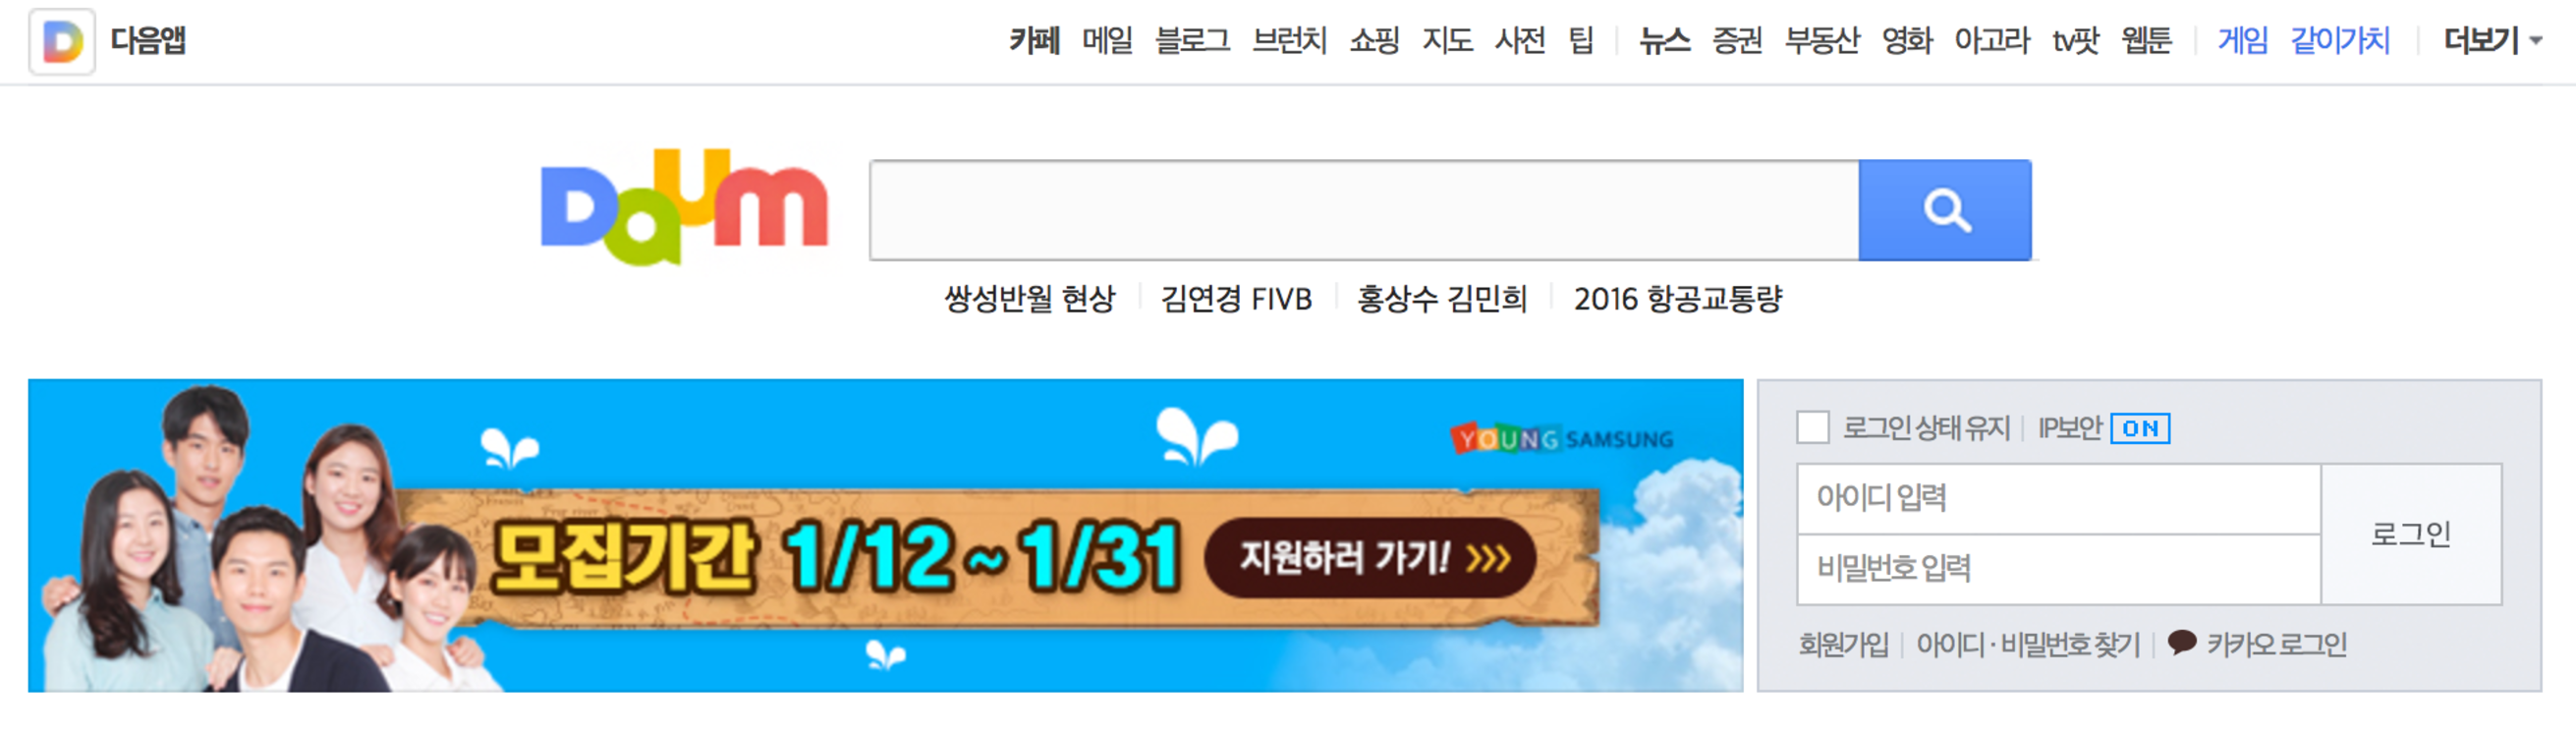 다음앱
카페 메일 블로그 브런치 쇼핑 지도 사전 팁 뉴스 증권 부동산 영화 아고라 tv팟 웹툰 게임 같이가치 더보기
Daum
쌍성반월 현상 김연경 FIVB 홍상수 김민희 2016 항공교통량
YOUNG SAMSUNG
모집기간 1/12 ~ 1/31 지원하러 가기! >>>
로그인 상태 유지 IP보안 ON
아이디 입력
비밀번호 입력
로그인
회원가입 아이디 · 비밀번호 찾기 카카오 로그인